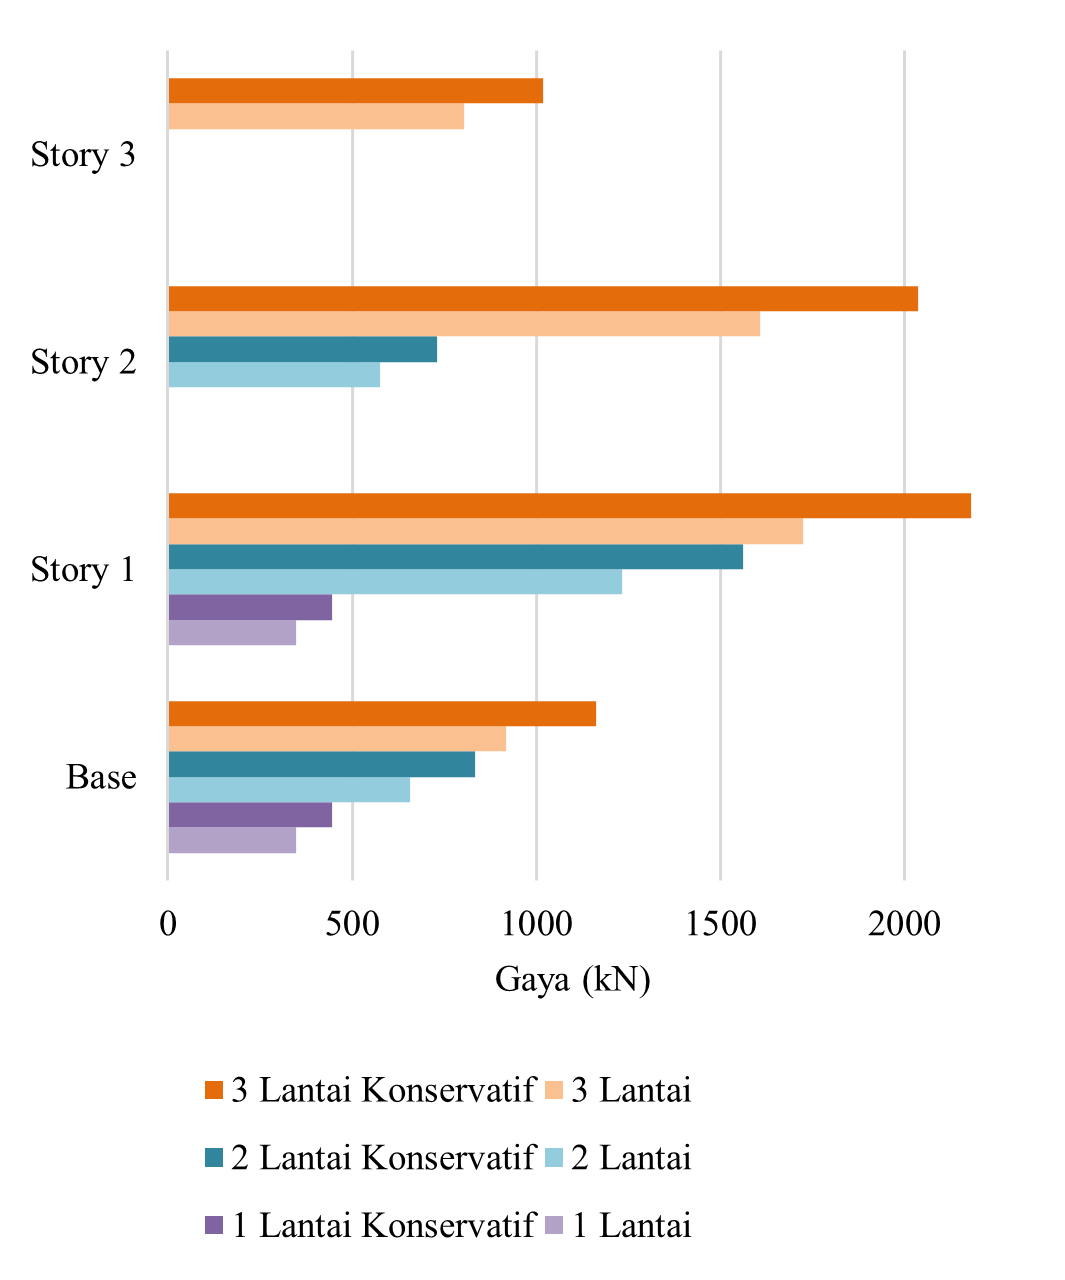 Story 3
Story 2
Story 1
Base
0 500 1000 1500 2000
Gaya (kN)
3 Lantai Konservatif 3 Lantai
2 Lantai Konservatif 2 Lantai
1 Lantai Konservatif 1 Lantai